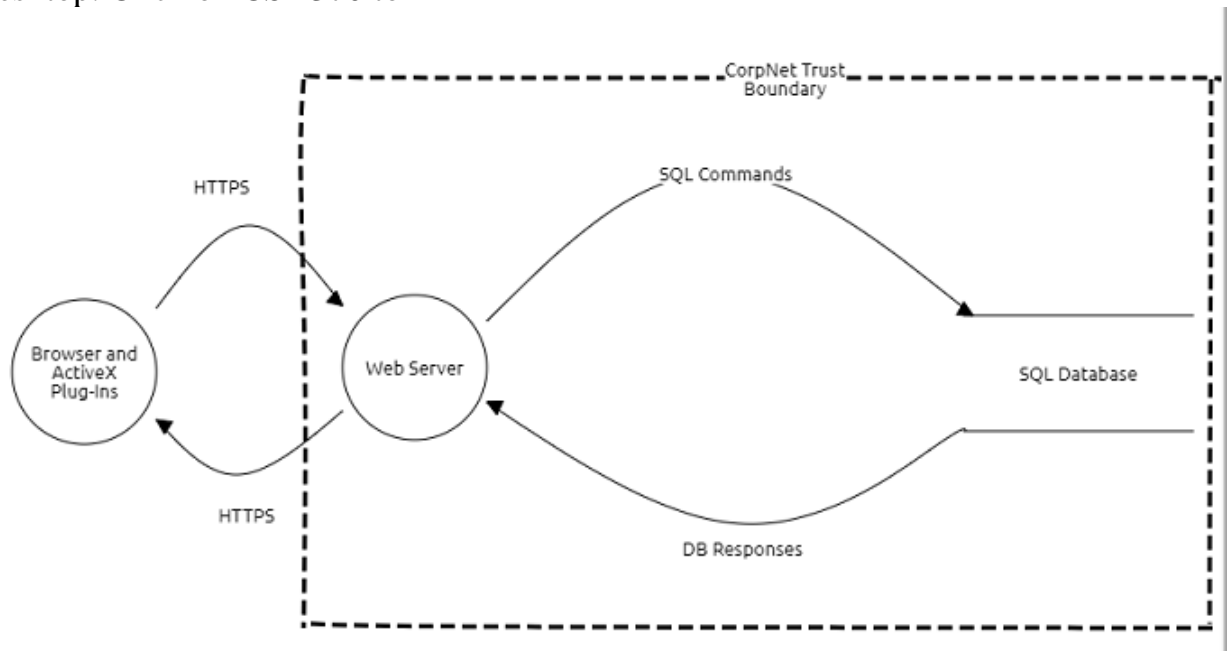 CorpNet Trust
Boundary
SQL Commands
HTTPS
Browser and
ActiveX
Plug-Ins
Web Server
SQL Database
HTTPS
DB Responses